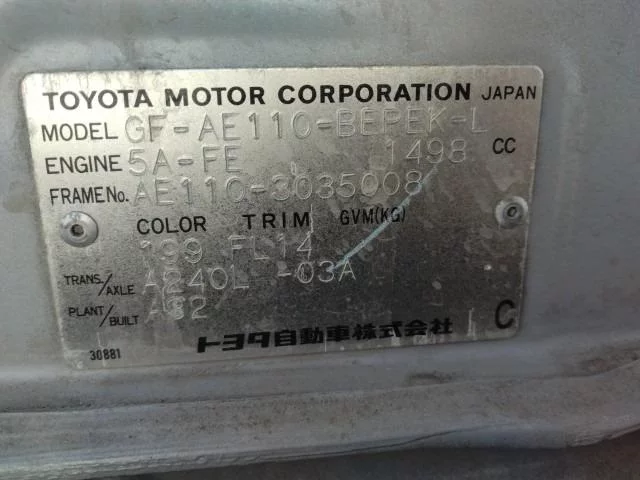 TOYOTA MOTOR CORPORATION JAPAN
MODEL GF-AE110-BEPEK-L
ENGINE 5A-FE 1498 CC
FRAME No. AE110-3035008
COLOR TRIM GVM(KG)
199 FL14
TRANS./AXLE A240L -03A
PLANT/BUILT A32
トヨタ自動車株式会社 C
30881